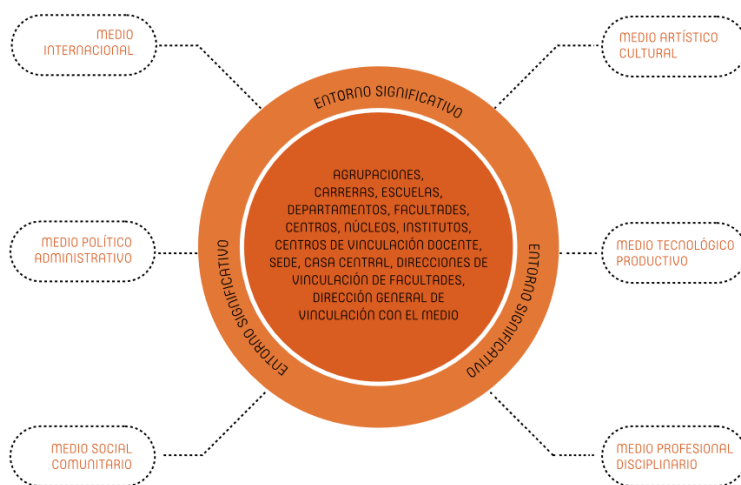 MEDIO
INTERNACIONAL
MEDIO ARTÍSTICO
CULTURAL
ENTORNO SIGNIFICATIVO
AGRUPACIONES,
CARRERAS, ESCUELAS,
DEPARTAMENTOS, FACULTADES,
CENTROS, NÚCLEOS, INSTITUTOS,
CENTROS DE VINCULACIÓN DOCENTE,
SEDE, CASA CENTRAL, DIRECCIONES DE
VINCULACIÓN DE FACULTADES,
DIRECCIÓN GENERAL DE
VINCULACIÓN CON EL MEDIO
MEDIO POLÍTICO
ADMINISTRATIVO
ENTORNO SIGNIFICATIVO
ENTORNO SIGNIFICATIVO
MEDIO TECNOLÓGICO
PRODUCTIVO
MEDIO SOCIAL
COMUNITARIO
MEDIO PROFESIONAL
DISCIPLINARIO